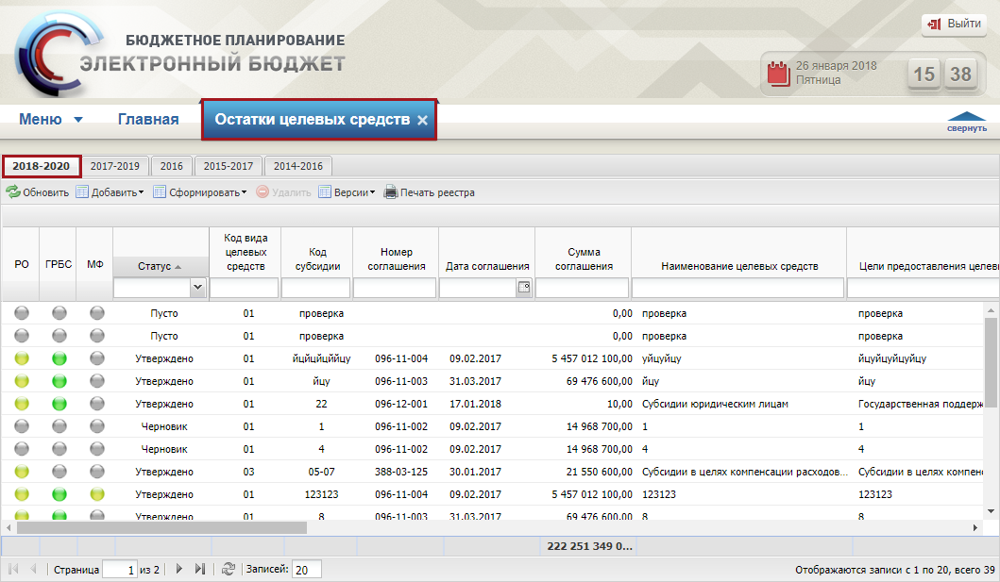 БЮДЖЕТНОЕ ПЛАНИРОВАНИЕ
ЭЛЕКТРОННЫЙ БЮДЖЕТ
Выйти
26 января 2018
Пятница
15 38
Меню Главная Остатки целевых средств
свернуть
2018-2020 2017-2019 2016 2015-2017 2014-2016
Обновить Добавить Сформировать Удалить Версии Печать реестра
РО ГРБС МФ Статус Код вида целевых средств Код субсидии Номер соглашения Дата соглашения Сумма соглашения Наименование целевых средств Цели предоставления целев
Пусто 01 проверка 0,00 проверка проверка
Пусто 01 проверка 0,00 проверка проверка
Утверждено 01 йцйцйцййцу 096-11-004 09.02.2017 5 457 012 100,00 уйцуйцу йцуйцуйцуйцу
Утверждено 01 йцу 096-11-003 31.03.2017 69 476 600,00 йцу йцу
Утверждено 01 22 096-12-001 17.01.2018 10,00 Субсидии юридическим лицам Государственная поддерж
Черновик 01 1 096-11-002 09.02.2017 14 968 700,00 1 1
Черновик 01 4 096-11-002 09.02.2017 14 968 700,00 4 4
Утверждено 03 05-07 388-03-125 30.01.2017 21 550 600,00 Субсидии в целях компенсации расходов... Субсидии в целях компен
Утверждено 01 123123 096-11-004 09.02.2017 5 457 012 100,00 123123 123123
Утверждено 01 8 096-11-003 31.03.2017 69 476 600,00 8 8
222 251 349 0...
Страница 1 из 2 Записей: 20 Отображаются записи с 1 по 20, всего 39